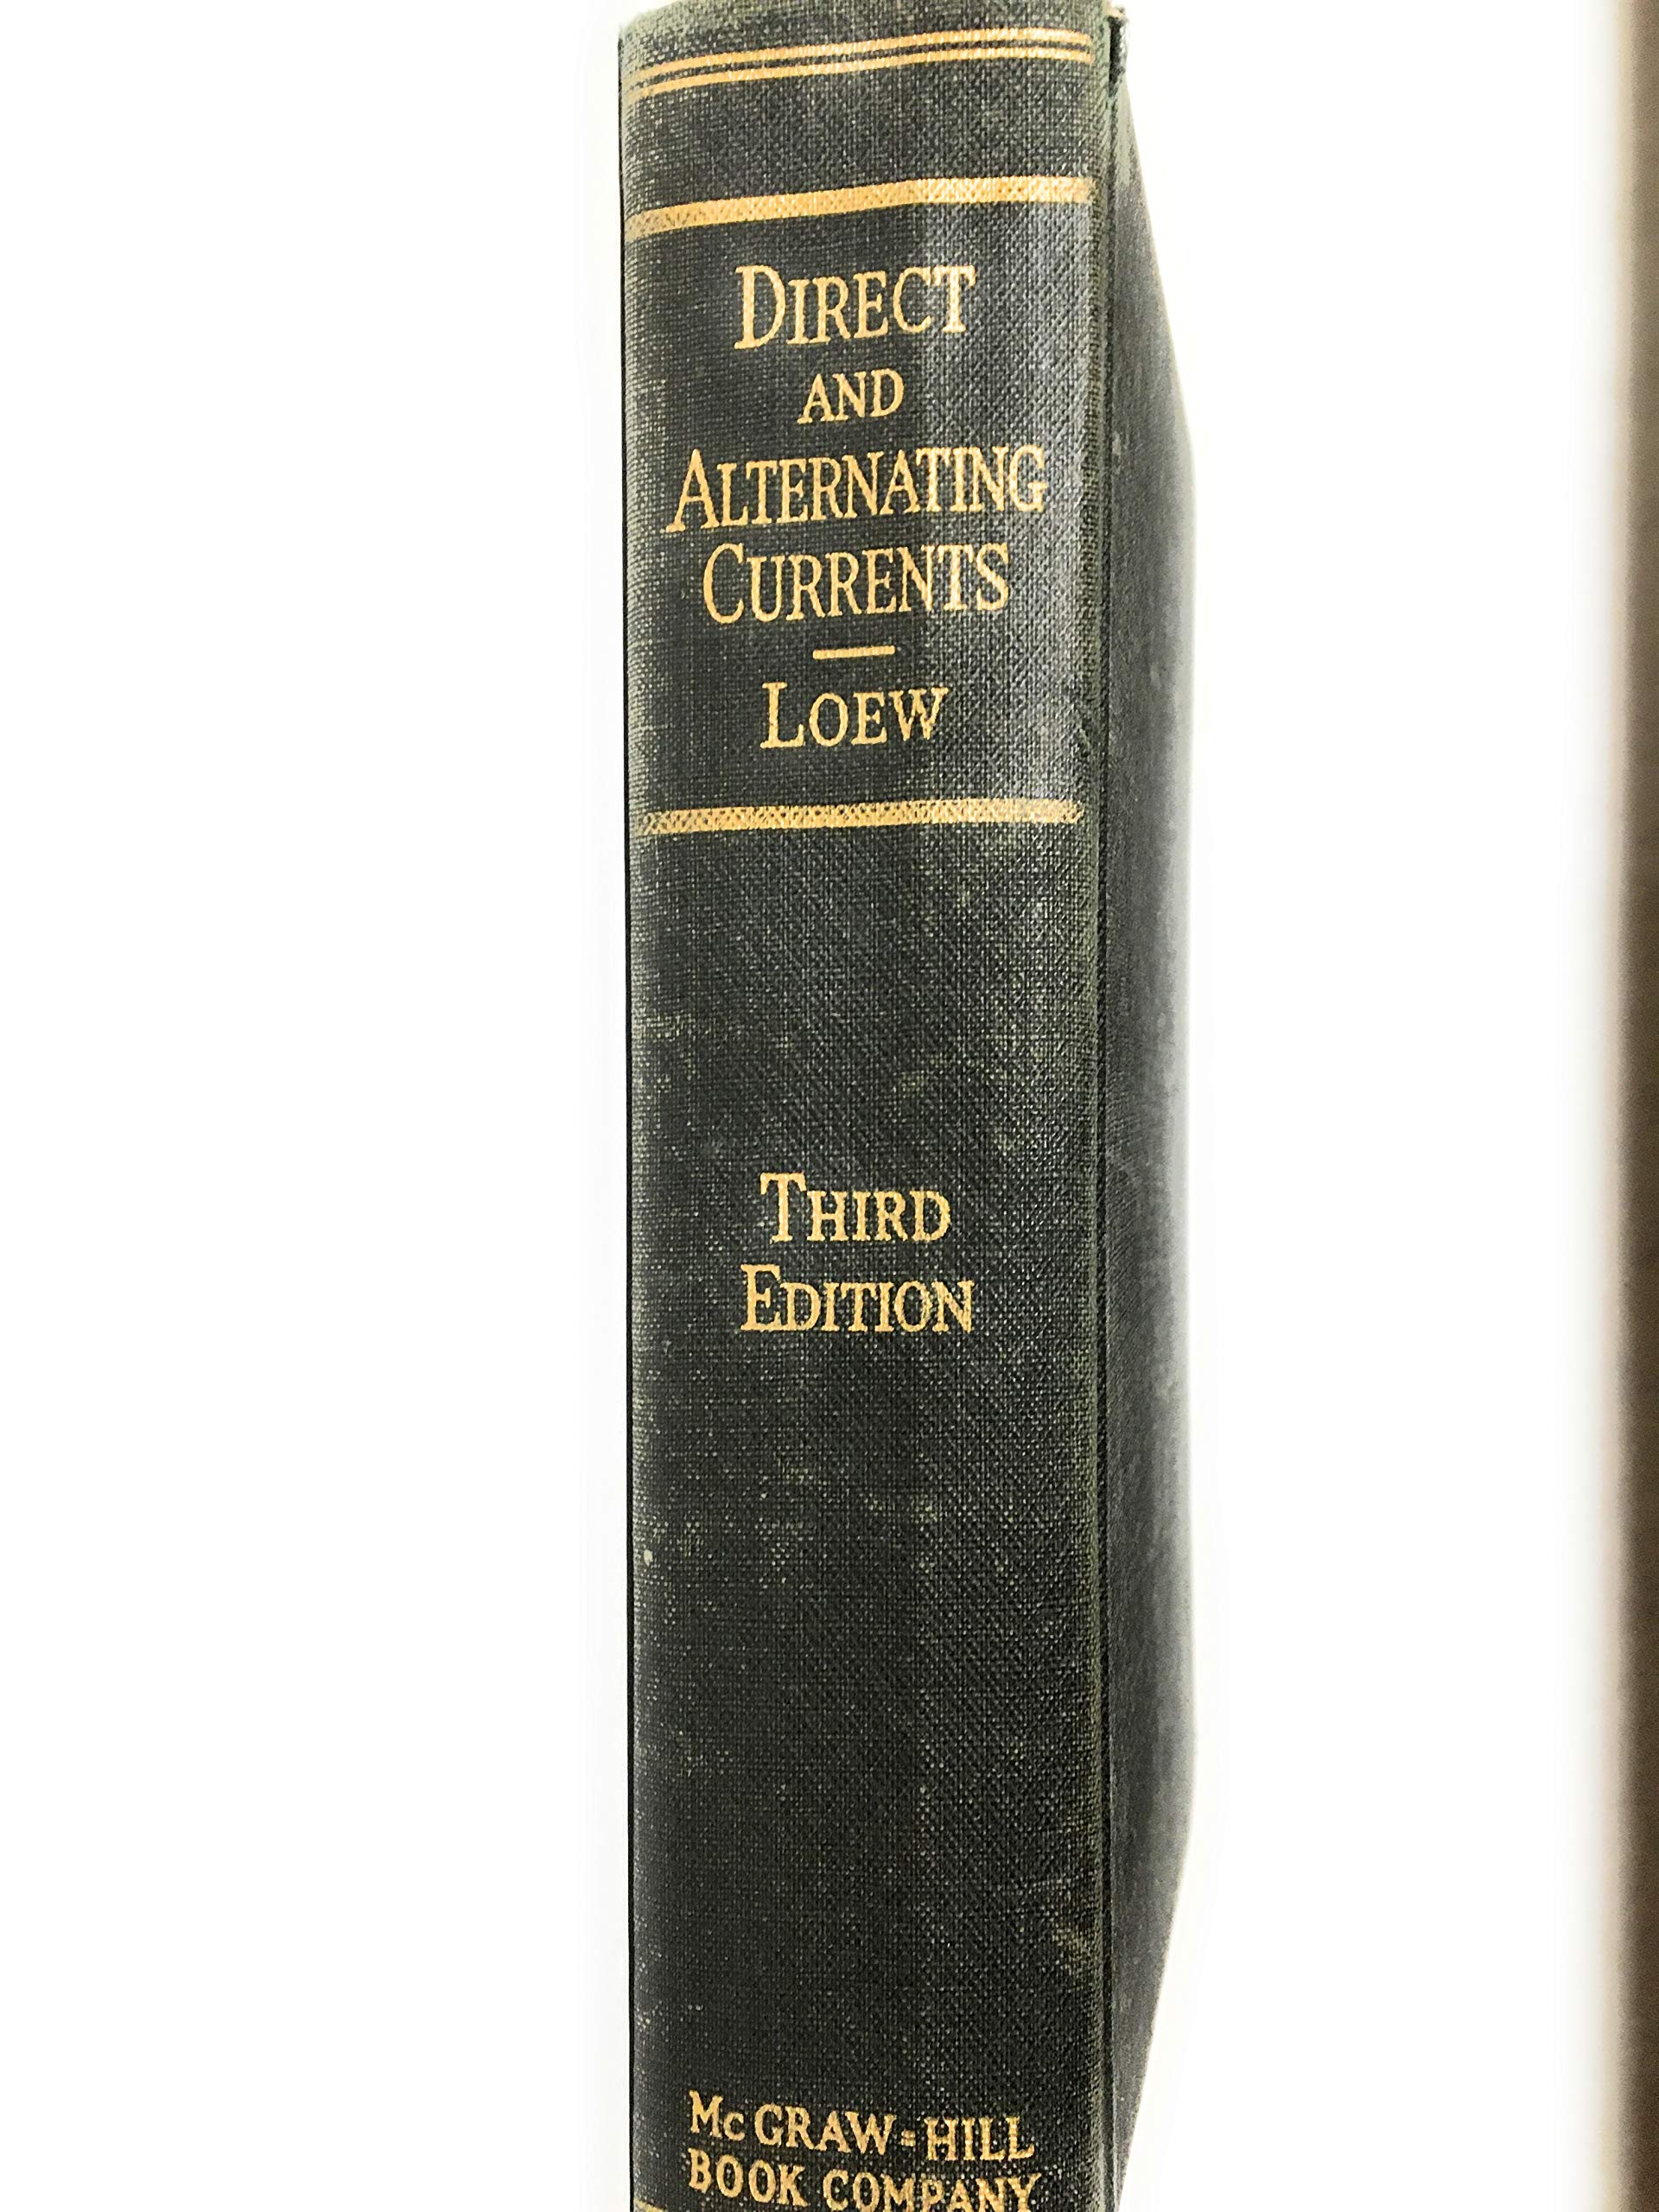 DIRECT
AND
ALTERNATING
CURRENTS
LOEW
THIRD
EDITION
MCGRAW=HILL
BOOK COMPANY